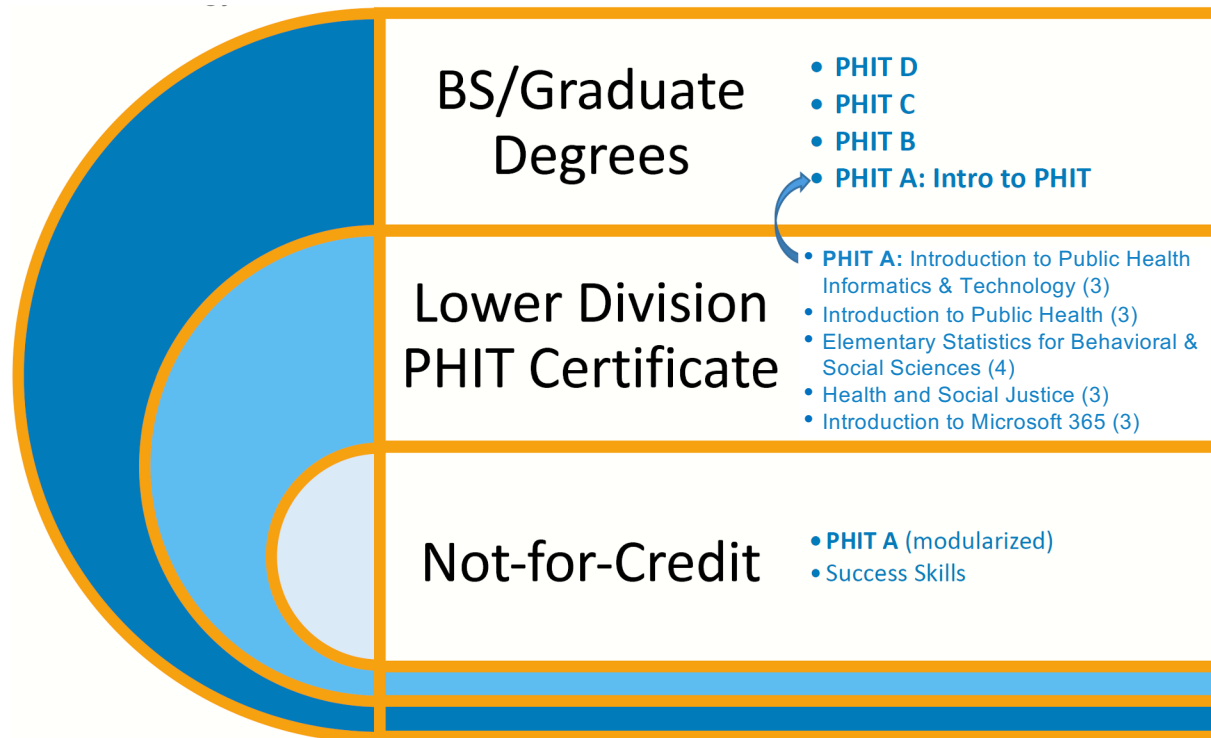 BS/Graduate
Degrees
• PHIT D
• PHIT C
• PHIT B
• PHIT A: Intro to PHIT
Lower Division
PHIT Certificate
• PHIT A: Introduction to Public Health
Informatics & Technology (3)
• Introduction to Public Health (3)
• Elementary Statistics for Behavioral &
Social Sciences (4)
• Health and Social Justice (3)
• Introduction to Microsoft 365 (3)
Not-for-Credit
• PHIT A (modularized)
• Success Skills